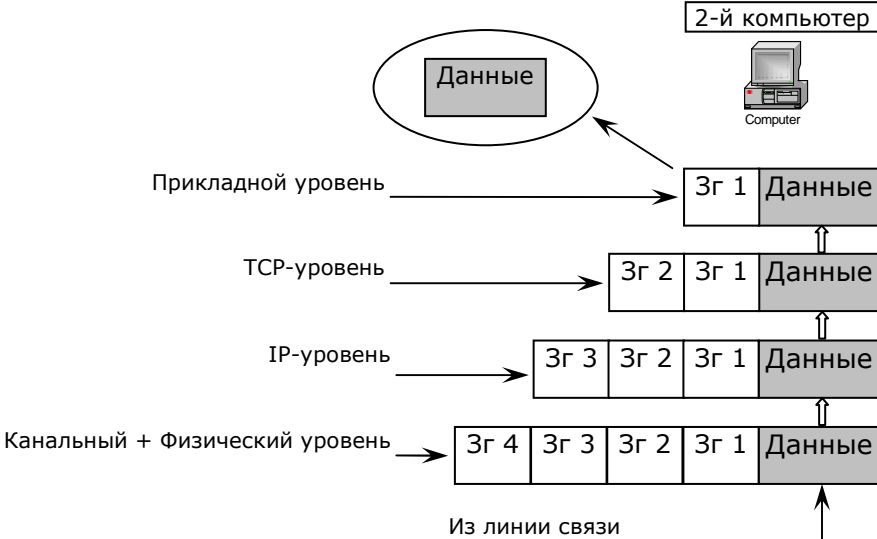 2-й компьютер
Данные
Computer
Прикладной уровень
Зг 1 Данные
TCP-уровень
Зг 2 Зг 1 Данные
IP-уровень
Зг 3 Зг 2 Зг 1 Данные
Канальный + Физический уровень
Зг 4 Зг 3 Зг 2 Зг 1 Данные
Из линии связи